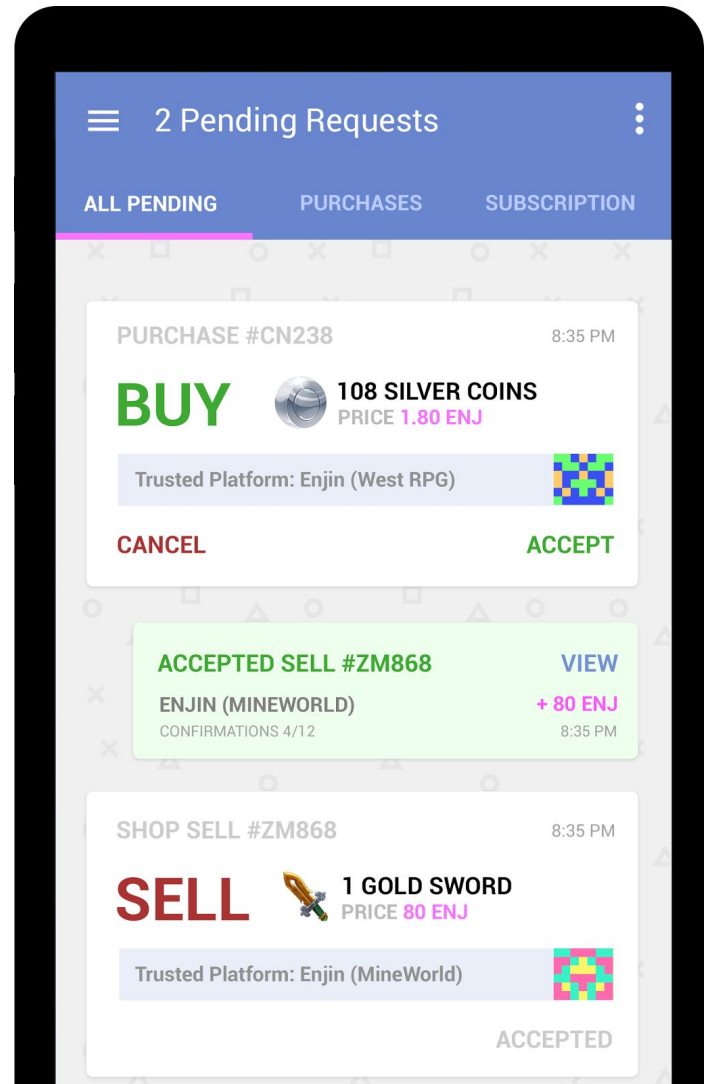 2 Pending Requests
ALL PENDING PURCHASES SUBSCRIPTION
PURCHASE #CN238 8:35 PM
BUY 108 SILVER COINS
PRICE 1.80 ENJ
Trusted Platform: Enjin (West RPG)
CANCEL ACCEPT
ACCEPTED SELL #ZM868 VIEW
ENJIN (MINEWORLD) + 80 ENJ
CONFIRMATIONS 4/12 8:35 PM
SHOP SELL #ZM868 8:35 PM
SELL 1 GOLD SWORD
PRICE 80 ENJ
Trusted Platform: Enjin (MineWorld)
ACCEPTED